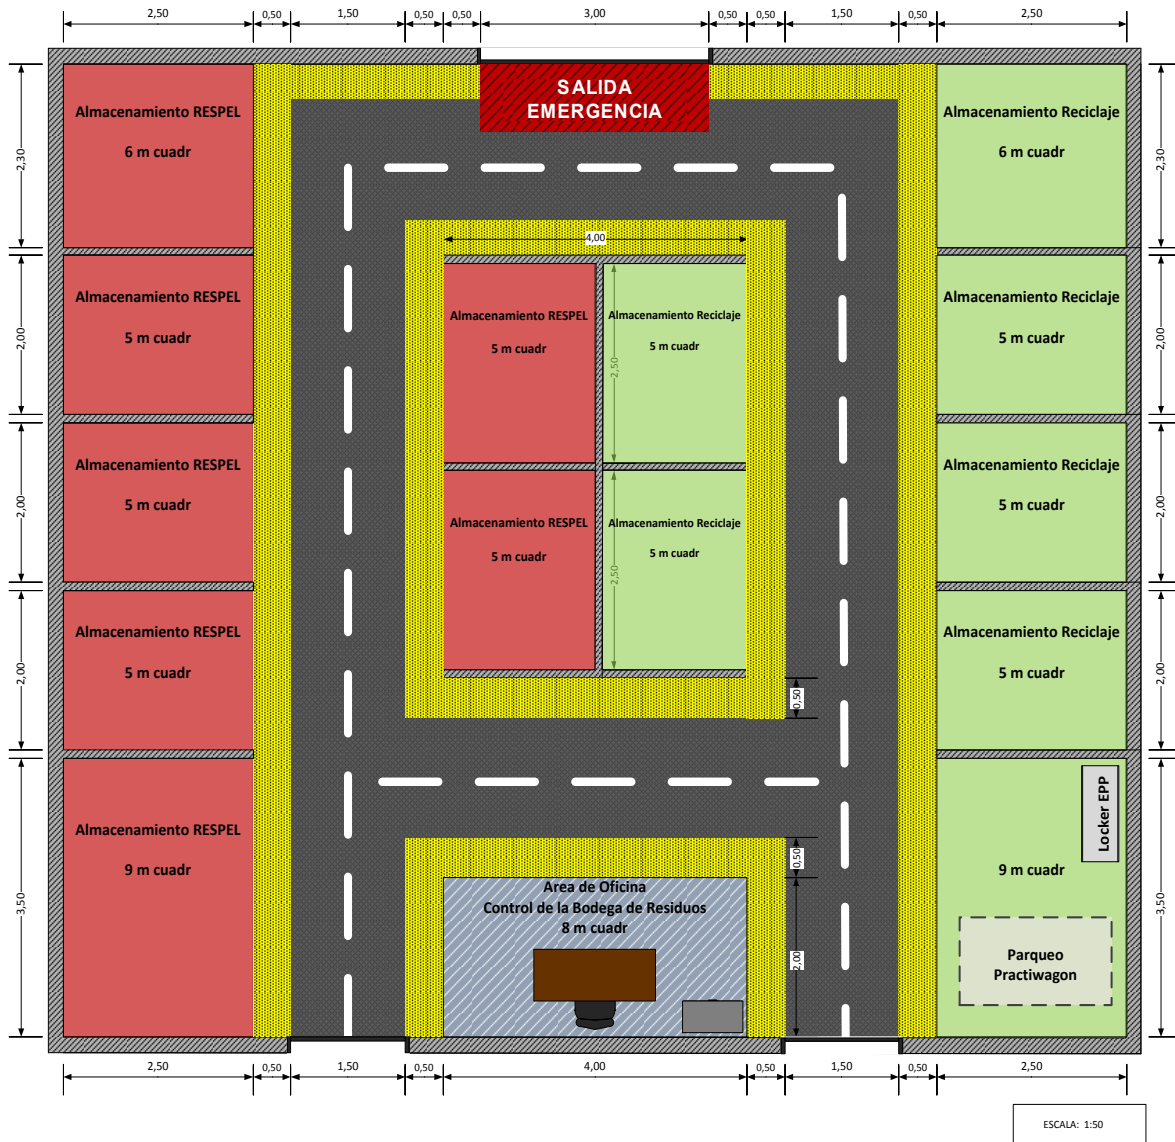 2,50
0,50
1,50
0,50
0,50
3,00
0,50
0,50
1,50
0,50
2,50
SALIDA
EMERGENCIA
Almacenamiento RESPEL
6 m cuadr
Almacenamiento Reciclaje
6 m cuadr
2,30
2,30
4,00
Almacenamiento RESPEL
5 m cuadr
Almacenamiento RESPEL
5 m cuadr
Almacenamiento Reciclaje
5 m cuadr
Almacenamiento Reciclaje
5 m cuadr
2,00
2,50
2,00
Almacenamiento RESPEL
5 m cuadr
Almacenamiento RESPEL
5 m cuadr
Almacenamiento Reciclaje
5 m cuadr
Almacenamiento Reciclaje
5 m cuadr
2,00
2,50
2,00
Almacenamiento RESPEL
5 m cuadr
Almacenamiento Reciclaje
5 m cuadr
2,00
0,50
2,00
Almacenamiento RESPEL
9 m cuadr
Locker EPP
9 m cuadr
Parqueo
Practiwagon
3,50
0,50
3,50
Area de Oficina
Control de la Bodega de Residuos
8 m cuadr
2,00
2,50
0,50
1,50
0,50
4,00
0,50
1,50
0,50
2,50
ESCALA: 1:50